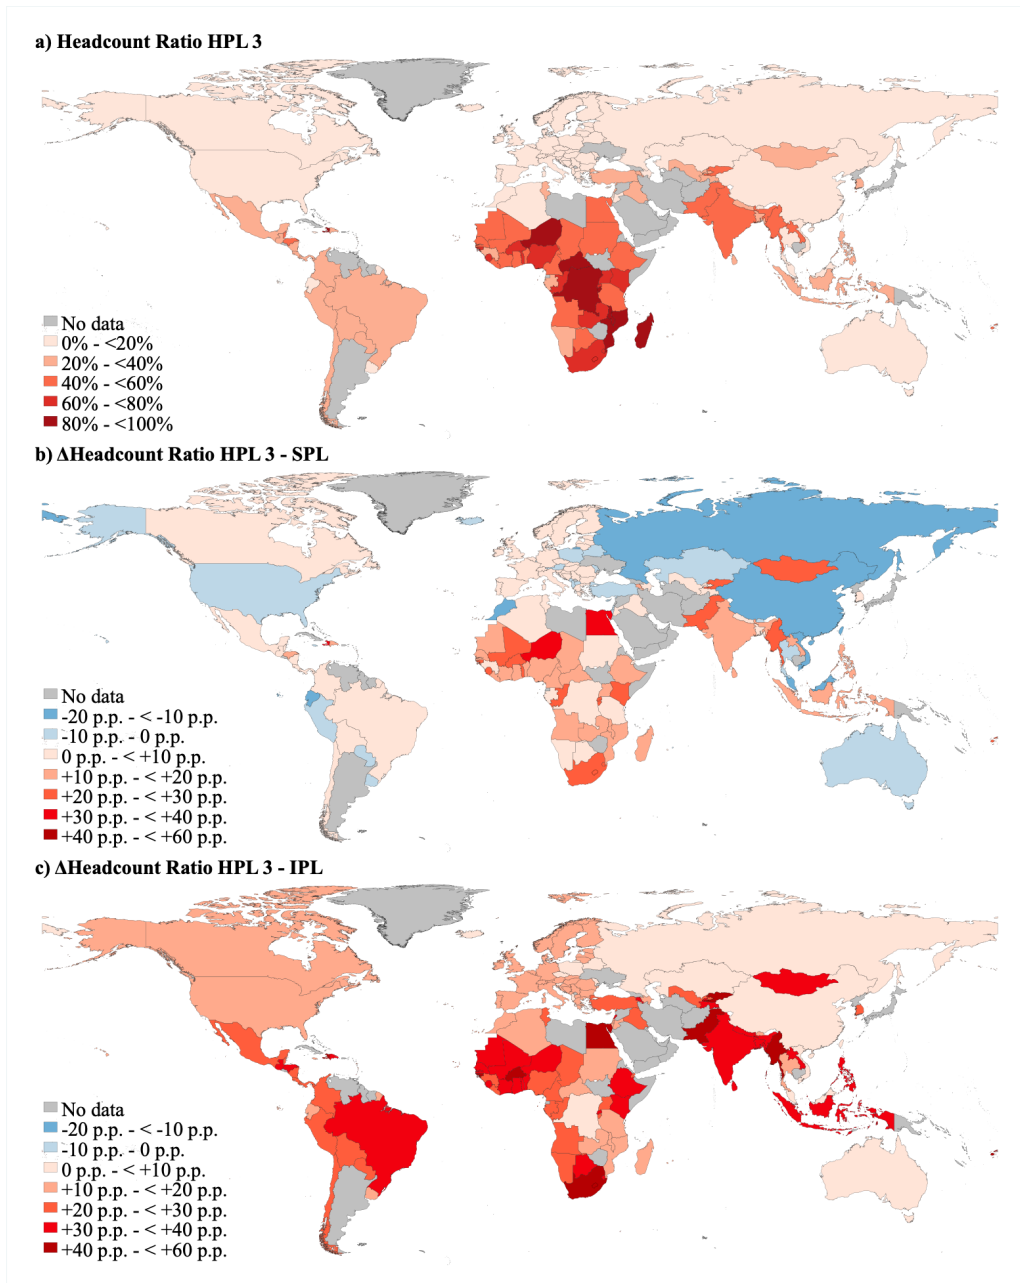 a) Headcount Ratio HPL 3
No data
0% - <20%
20% - <40%
40% - <60%
60% - <80%
80% - <100%
b) ΔHeadcount Ratio HPL 3 - SPL
No data
-20 p.p. - < -10 p.p.
-10 p.p. - 0 p.p.
0 p.p. - < +10 p.p.
+10 p.p. - < +20 p.p.
+20 p.p. - < +30 p.p.
+30 p.p. - < +40 p.p.
+40 p.p. - < +60 p.p.
c) ΔHeadcount Ratio HPL 3 - IPL
No data
-20 p.p. - < -10 p.p.
-10 p.p. - 0 p.p.
0 p.p. - < +10 p.p.
+10 p.p. - < +20 p.p.
+20 p.p. - < +30 p.p.
+30 p.p. - < +40 p.p.
+40 p.p. - < +60 p.p.